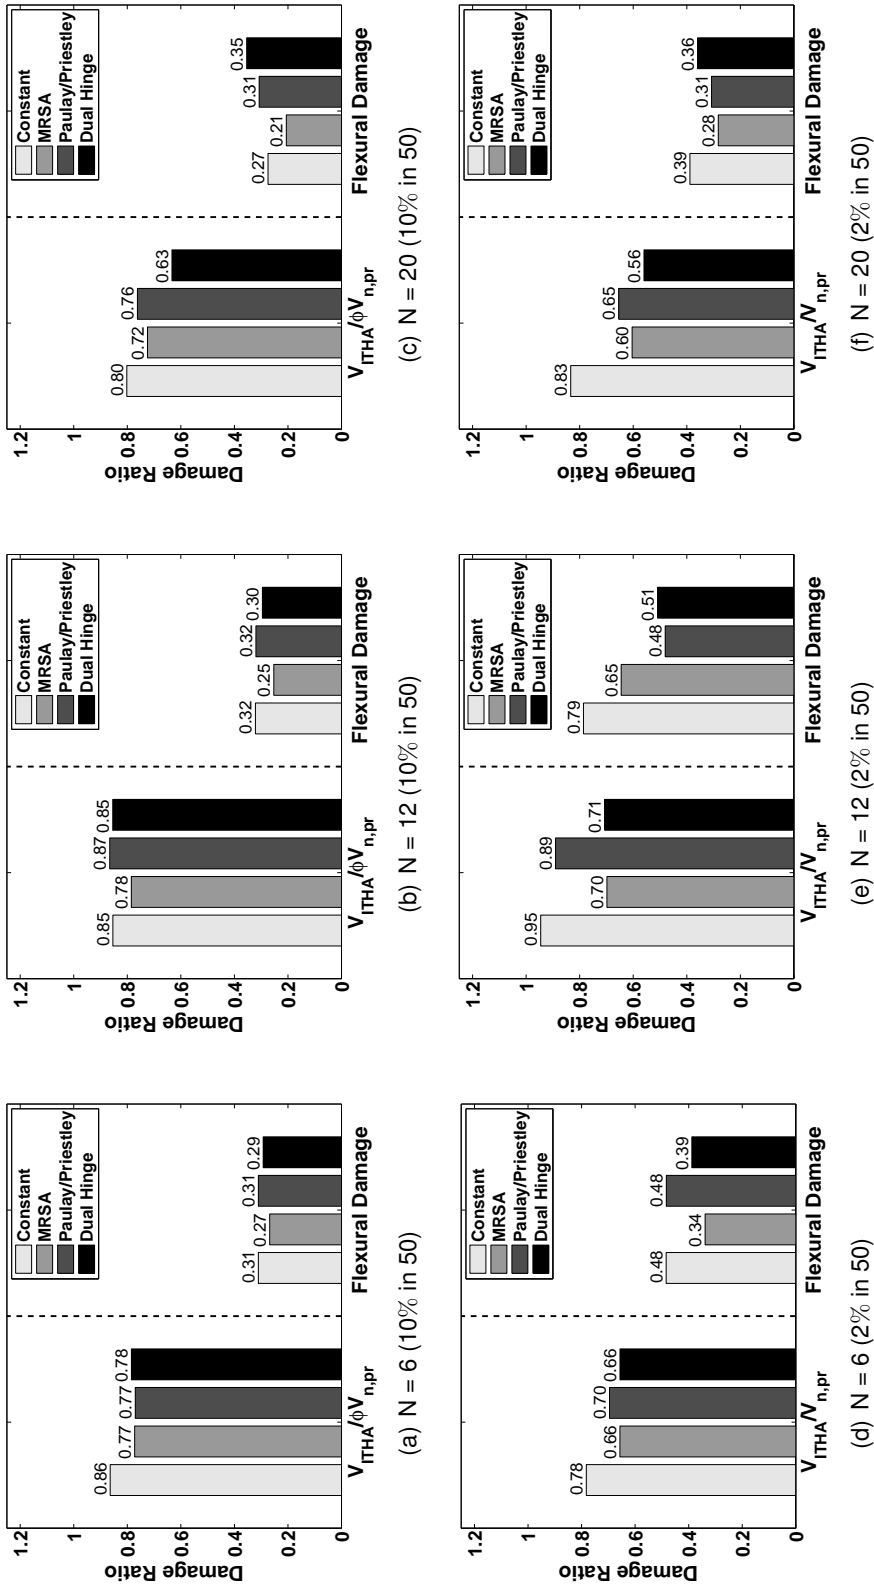 1.2
1
0.8
0.6
0.4
0.2
0
Damage Ratio
Constant
MRSA
Paulay/Priestley
Dual Hinge
0.86
0.77
0.77
0.78
0.31
0.27
0.31
0.29
V_ITHA/ϕV_n,pr
Flexural Damage
(a) N = 6 (10% in 50)
1.2
1
0.8
0.6
0.4
0.2
0
Damage Ratio
Constant
MRSA
Paulay/Priestley
Dual Hinge
0.85
0.78
0.87
0.85
0.32
0.25
0.32
0.30
V_ITHA/ϕV_n,pr
Flexural Damage
(b) N = 12 (10% in 50)
1.2
1
0.8
0.6
0.4
0.2
0
Damage Ratio
Constant
MRSA
Paulay/Priestley
Dual Hinge
0.80
0.72
0.76
0.63
0.27
0.21
0.31
0.35
V_ITHA/ϕV_n,pr
Flexural Damage
(c) N = 20 (10% in 50)
1.2
1
0.8
0.6
0.4
0.2
0
Damage Ratio
Constant
MRSA
Paulay/Priestley
Dual Hinge
0.78
0.66
0.70
0.66
0.48
0.34
0.48
0.39
V_ITHA/V_n,pr
Flexural Damage
(d) N = 6 (2% in 50)
1.2
1
0.8
0.6
0.4
0.2
0
Damage Ratio
Constant
MRSA
Paulay/Priestley
Dual Hinge
0.95
0.70
0.89
0.71
0.79
0.65
0.48
0.51
V_ITHA/V_n,pr
Flexural Damage
(e) N = 12 (2% in 50)
1.2
1
0.8
0.6
0.4
0.2
0
Damage Ratio
Constant
MRSA
Paulay/Priestley
Dual Hinge
0.83
0.60
0.65
0.56
0.39
0.28
0.31
0.36
V_ITHA/V_n,pr
Flexural Damage
(f) N = 20 (2% in 50)